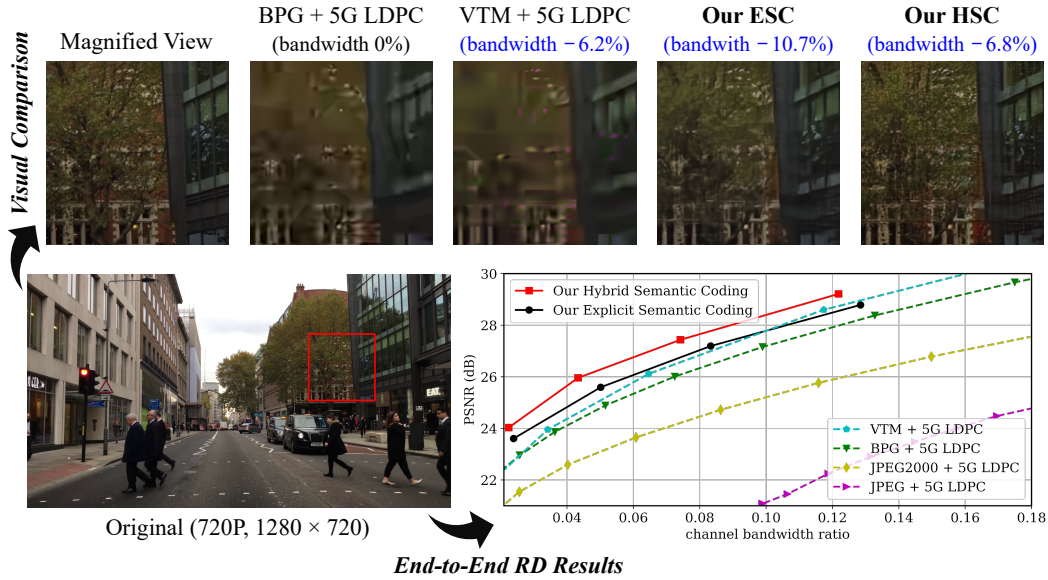 Visual Comparison
Magnified View
BPG + 5G LDPC
(bandwidth 0%)
VTM + 5G LDPC
(bandwidth −6.2%)
Our ESC
(bandwith −10.7%)
Our HSC
(bandwidth −6.8%)
Original (720P, 1280 × 720)
End-to-End RD Results
PSNR (dB)
30
28
26
24
22
Our Hybrid Semantic Coding
Our Explicit Semantic Coding
VTM + 5G LDPC
BPG + 5G LDPC
JPEG2000 + 5G LDPC
JPEG + 5G LDPC
0.04 0.06 0.08 0.10 0.12 0.14 0.16 0.18
channel bandwidth ratio